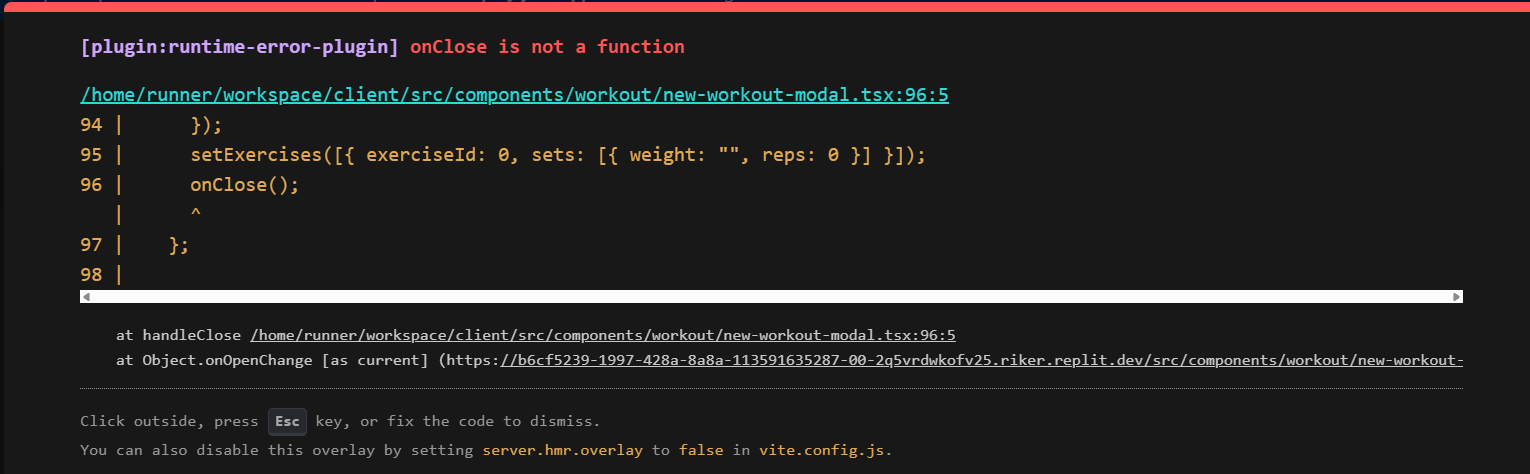 [plugin:runtime-error-plugin] onClose is not a function
/home/runner/workspace/client/src/components/workout/new-workout-modal.tsx:96:5
94 |      });
95 |      setExercises([{ exerciseId: 0, sets: [{ weight: "", reps: 0 }] }]);
96 |      onClose();
   |      ^
97 |    };
98 |
at handleClose /home/runner/workspace/client/src/components/workout/new-workout-modal.tsx:96:5
at Object.onOpenChange [as current] (https://b6cf5239-1997-428a-8a8a-113591635287-00-2q5vrdwkofv25.riker.replit.dev/src/components/workout/new-workout-
Click outside, press Esc key, or fix the code to dismiss.
You can also disable this overlay by setting server.hmr.overlay to false in vite.config.js.